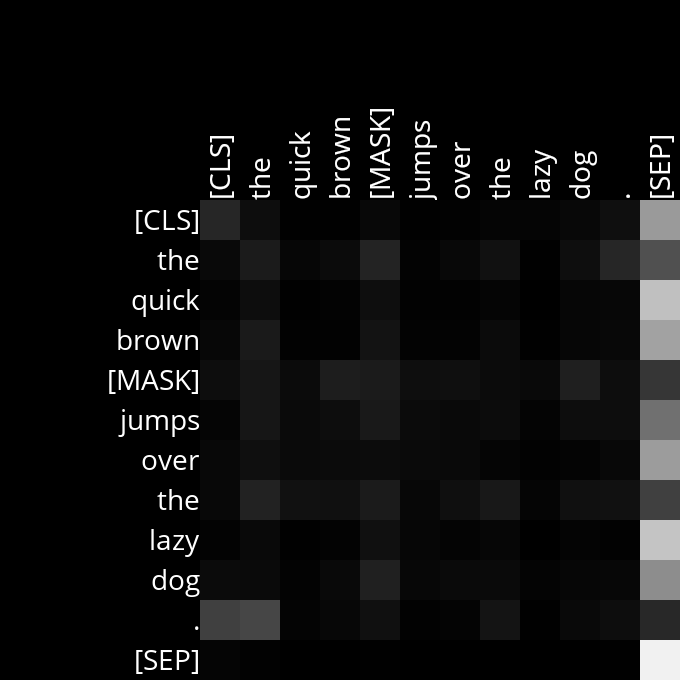 [CLS] the quick brown [MASK] jumps over the lazy dog . [SEP]
[CLS]
the
quick
brown
[MASK]
jumps
over
the
lazy
dog
.
[SEP]